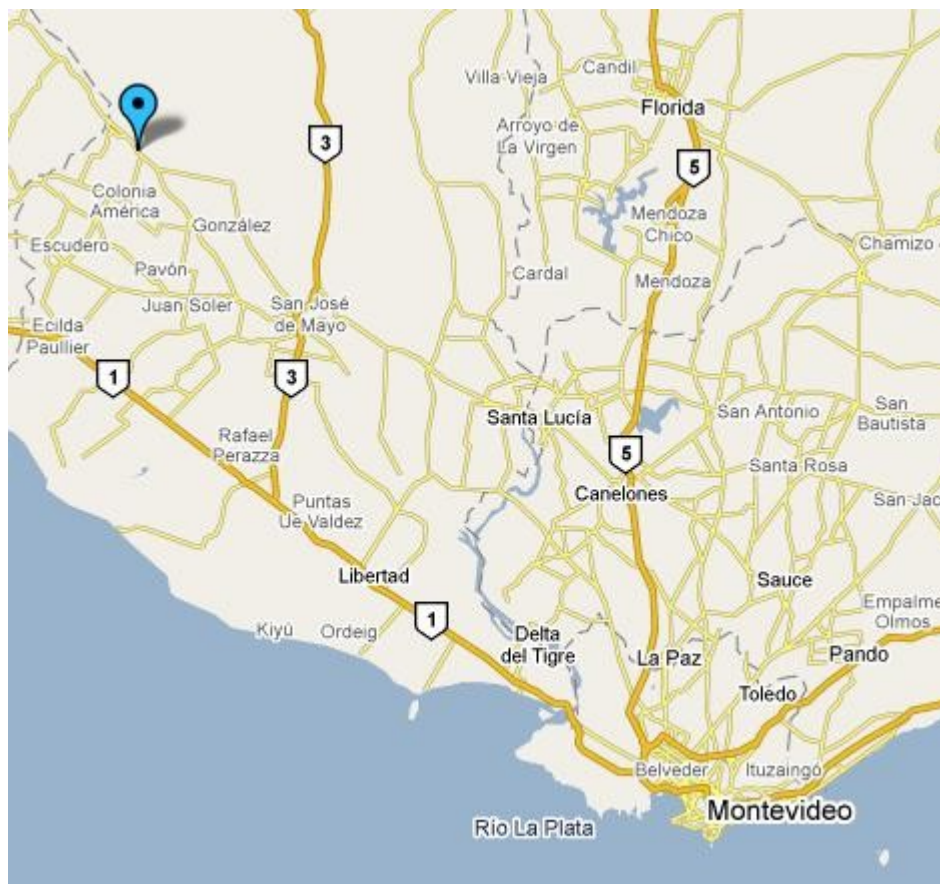 Villa Vieja
Candil
Florida
Arroyo de
La Virgen
3
5
Colonia
América
González
Mendoza
Chico
Escudero
Pavón
Chamizo
Cardal
Mendoza
Juan Soler
San José
de Mayo
Ecilda
Paullier
1
3
San Antonio
San
Bautista
Santa Lucía
Rafael
Perazza
5
Santa Rosa
Canelones
San Jac
Puntas
Ue Valdez
Libertad
Sauce
Empalme
Olmos
1
Kiyú
Ordeig
Delta
del Tigre
La Paz
Pando
Toledo
Belveder
Ituzaingó
Montevideo
Río La Plata